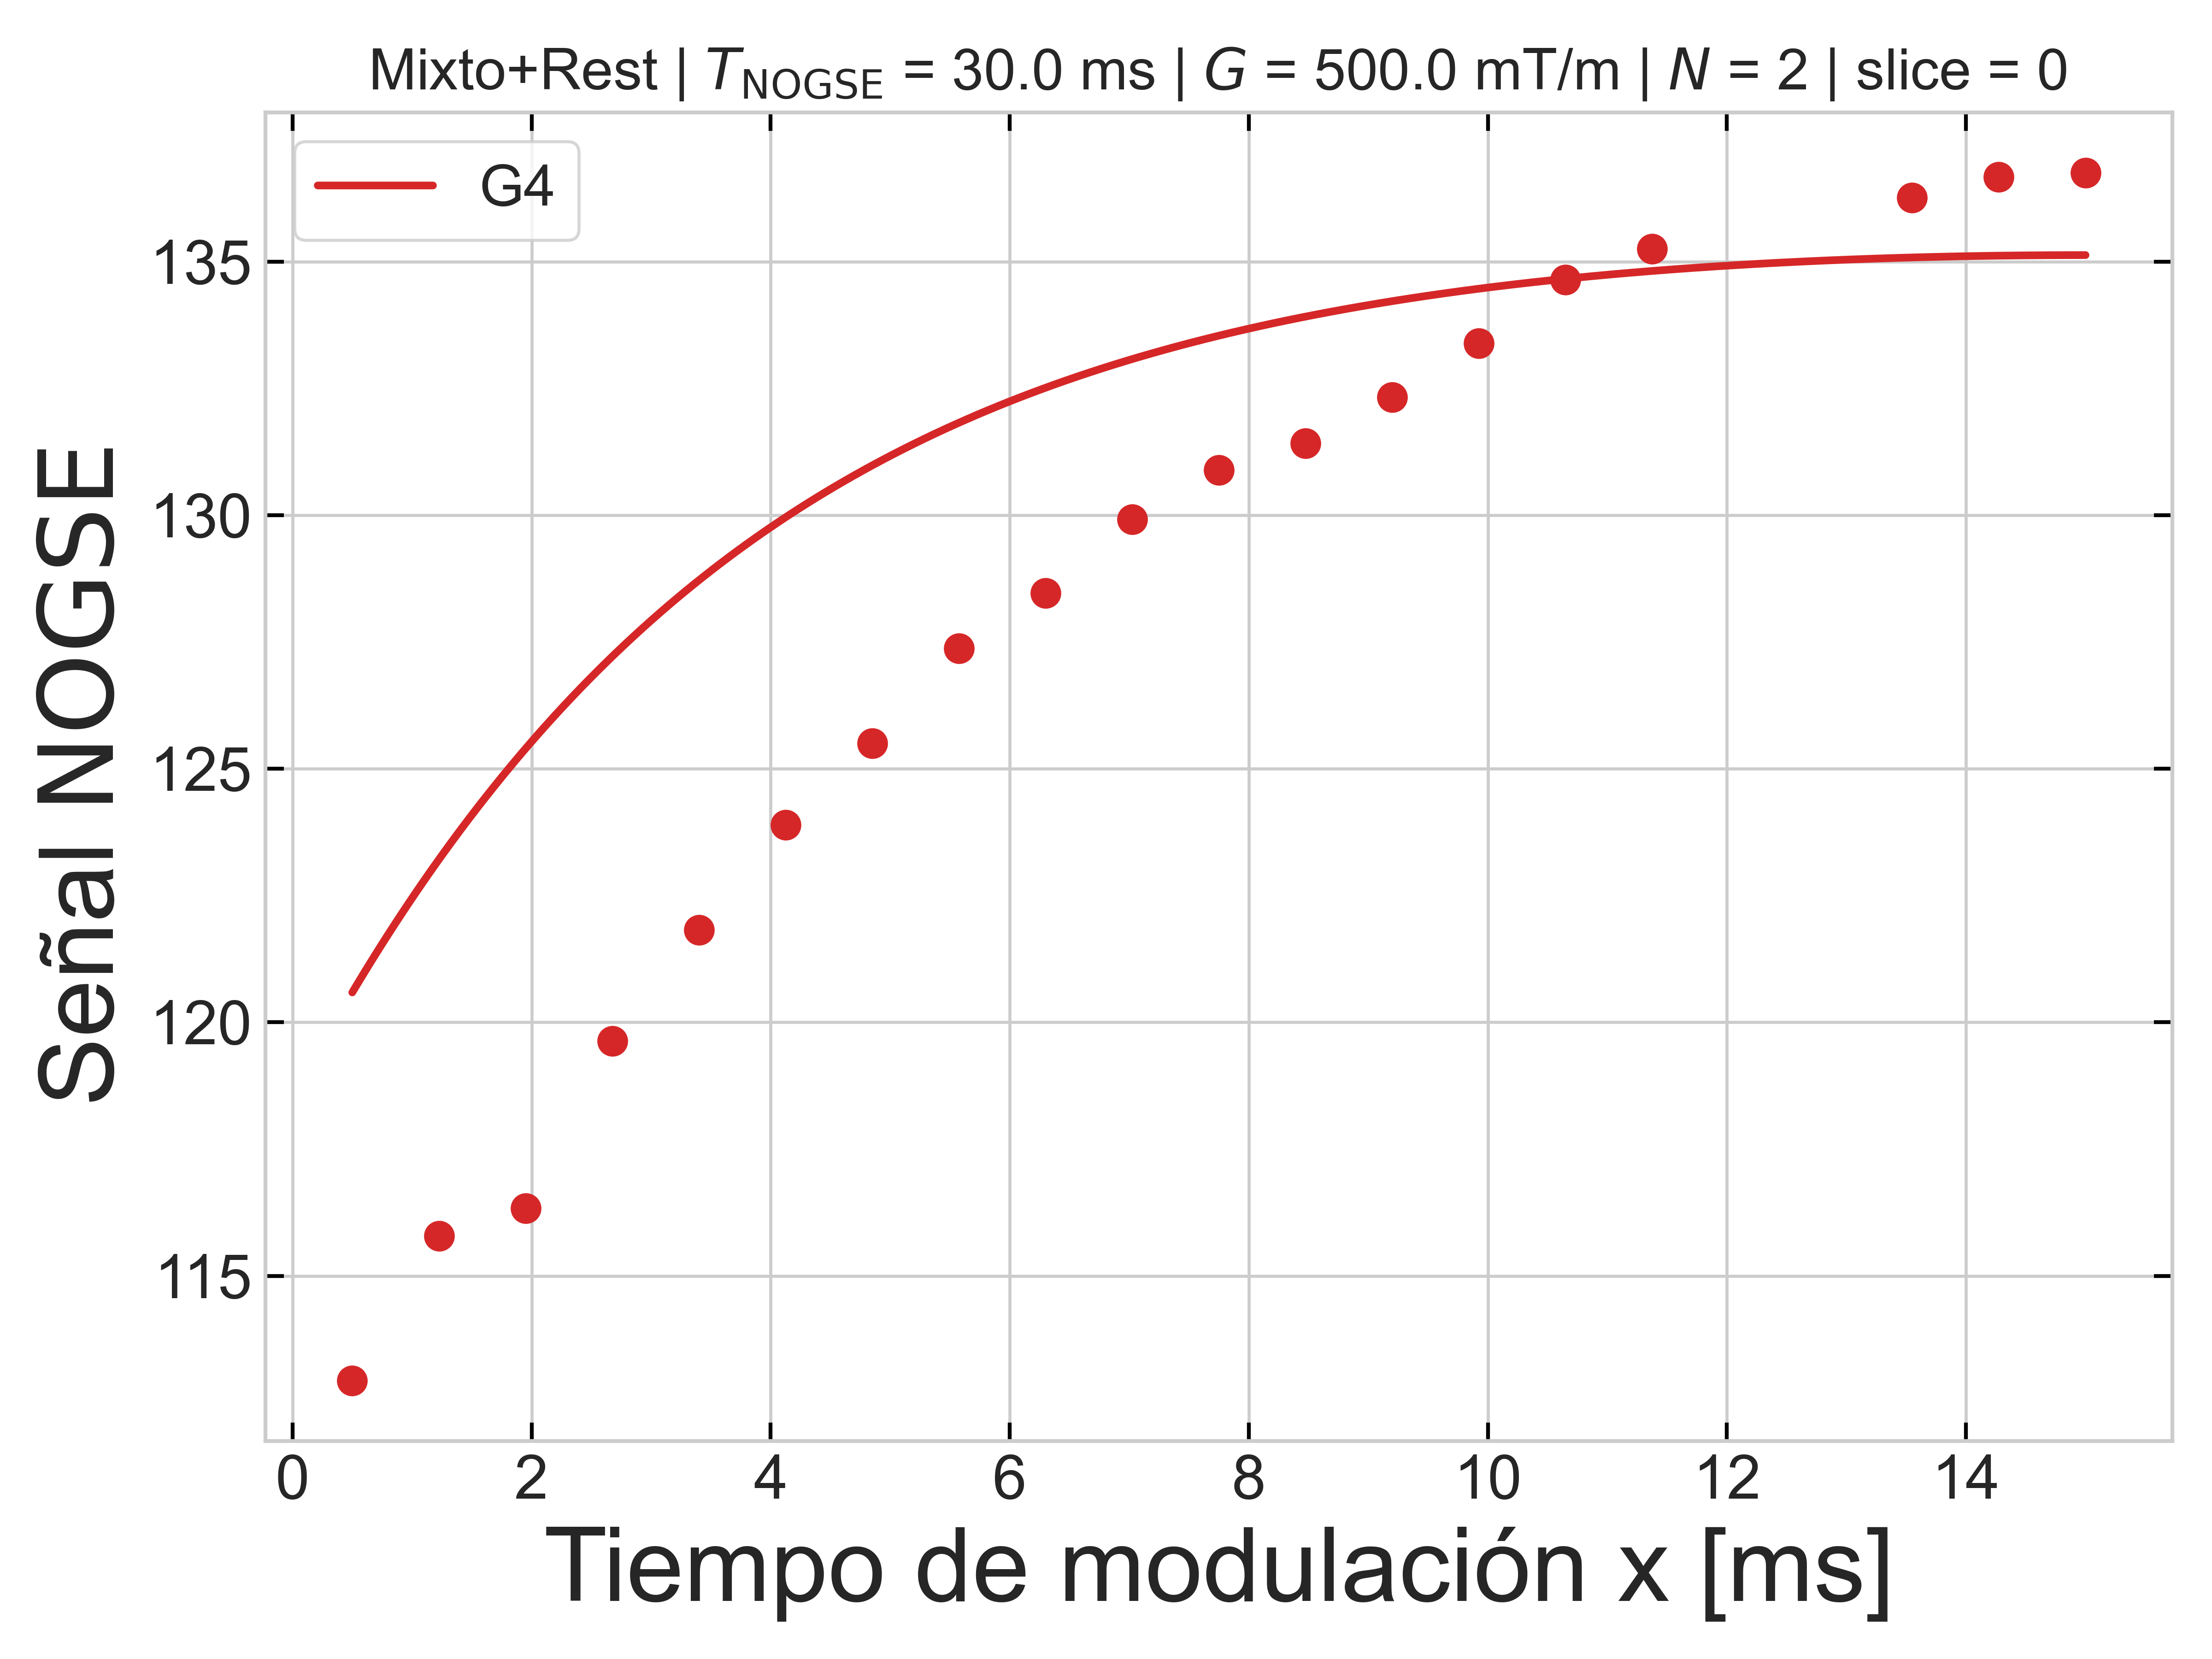 Mixto+Rest | T_NOGSE = 30.0 ms | G = 500.0 mT/m | N = 2 | slice = 0
G4
135
130
125
120
115
Señal NOGSE
0 2 4 6 8 10 12 14
Tiempo de modulación x [ms]